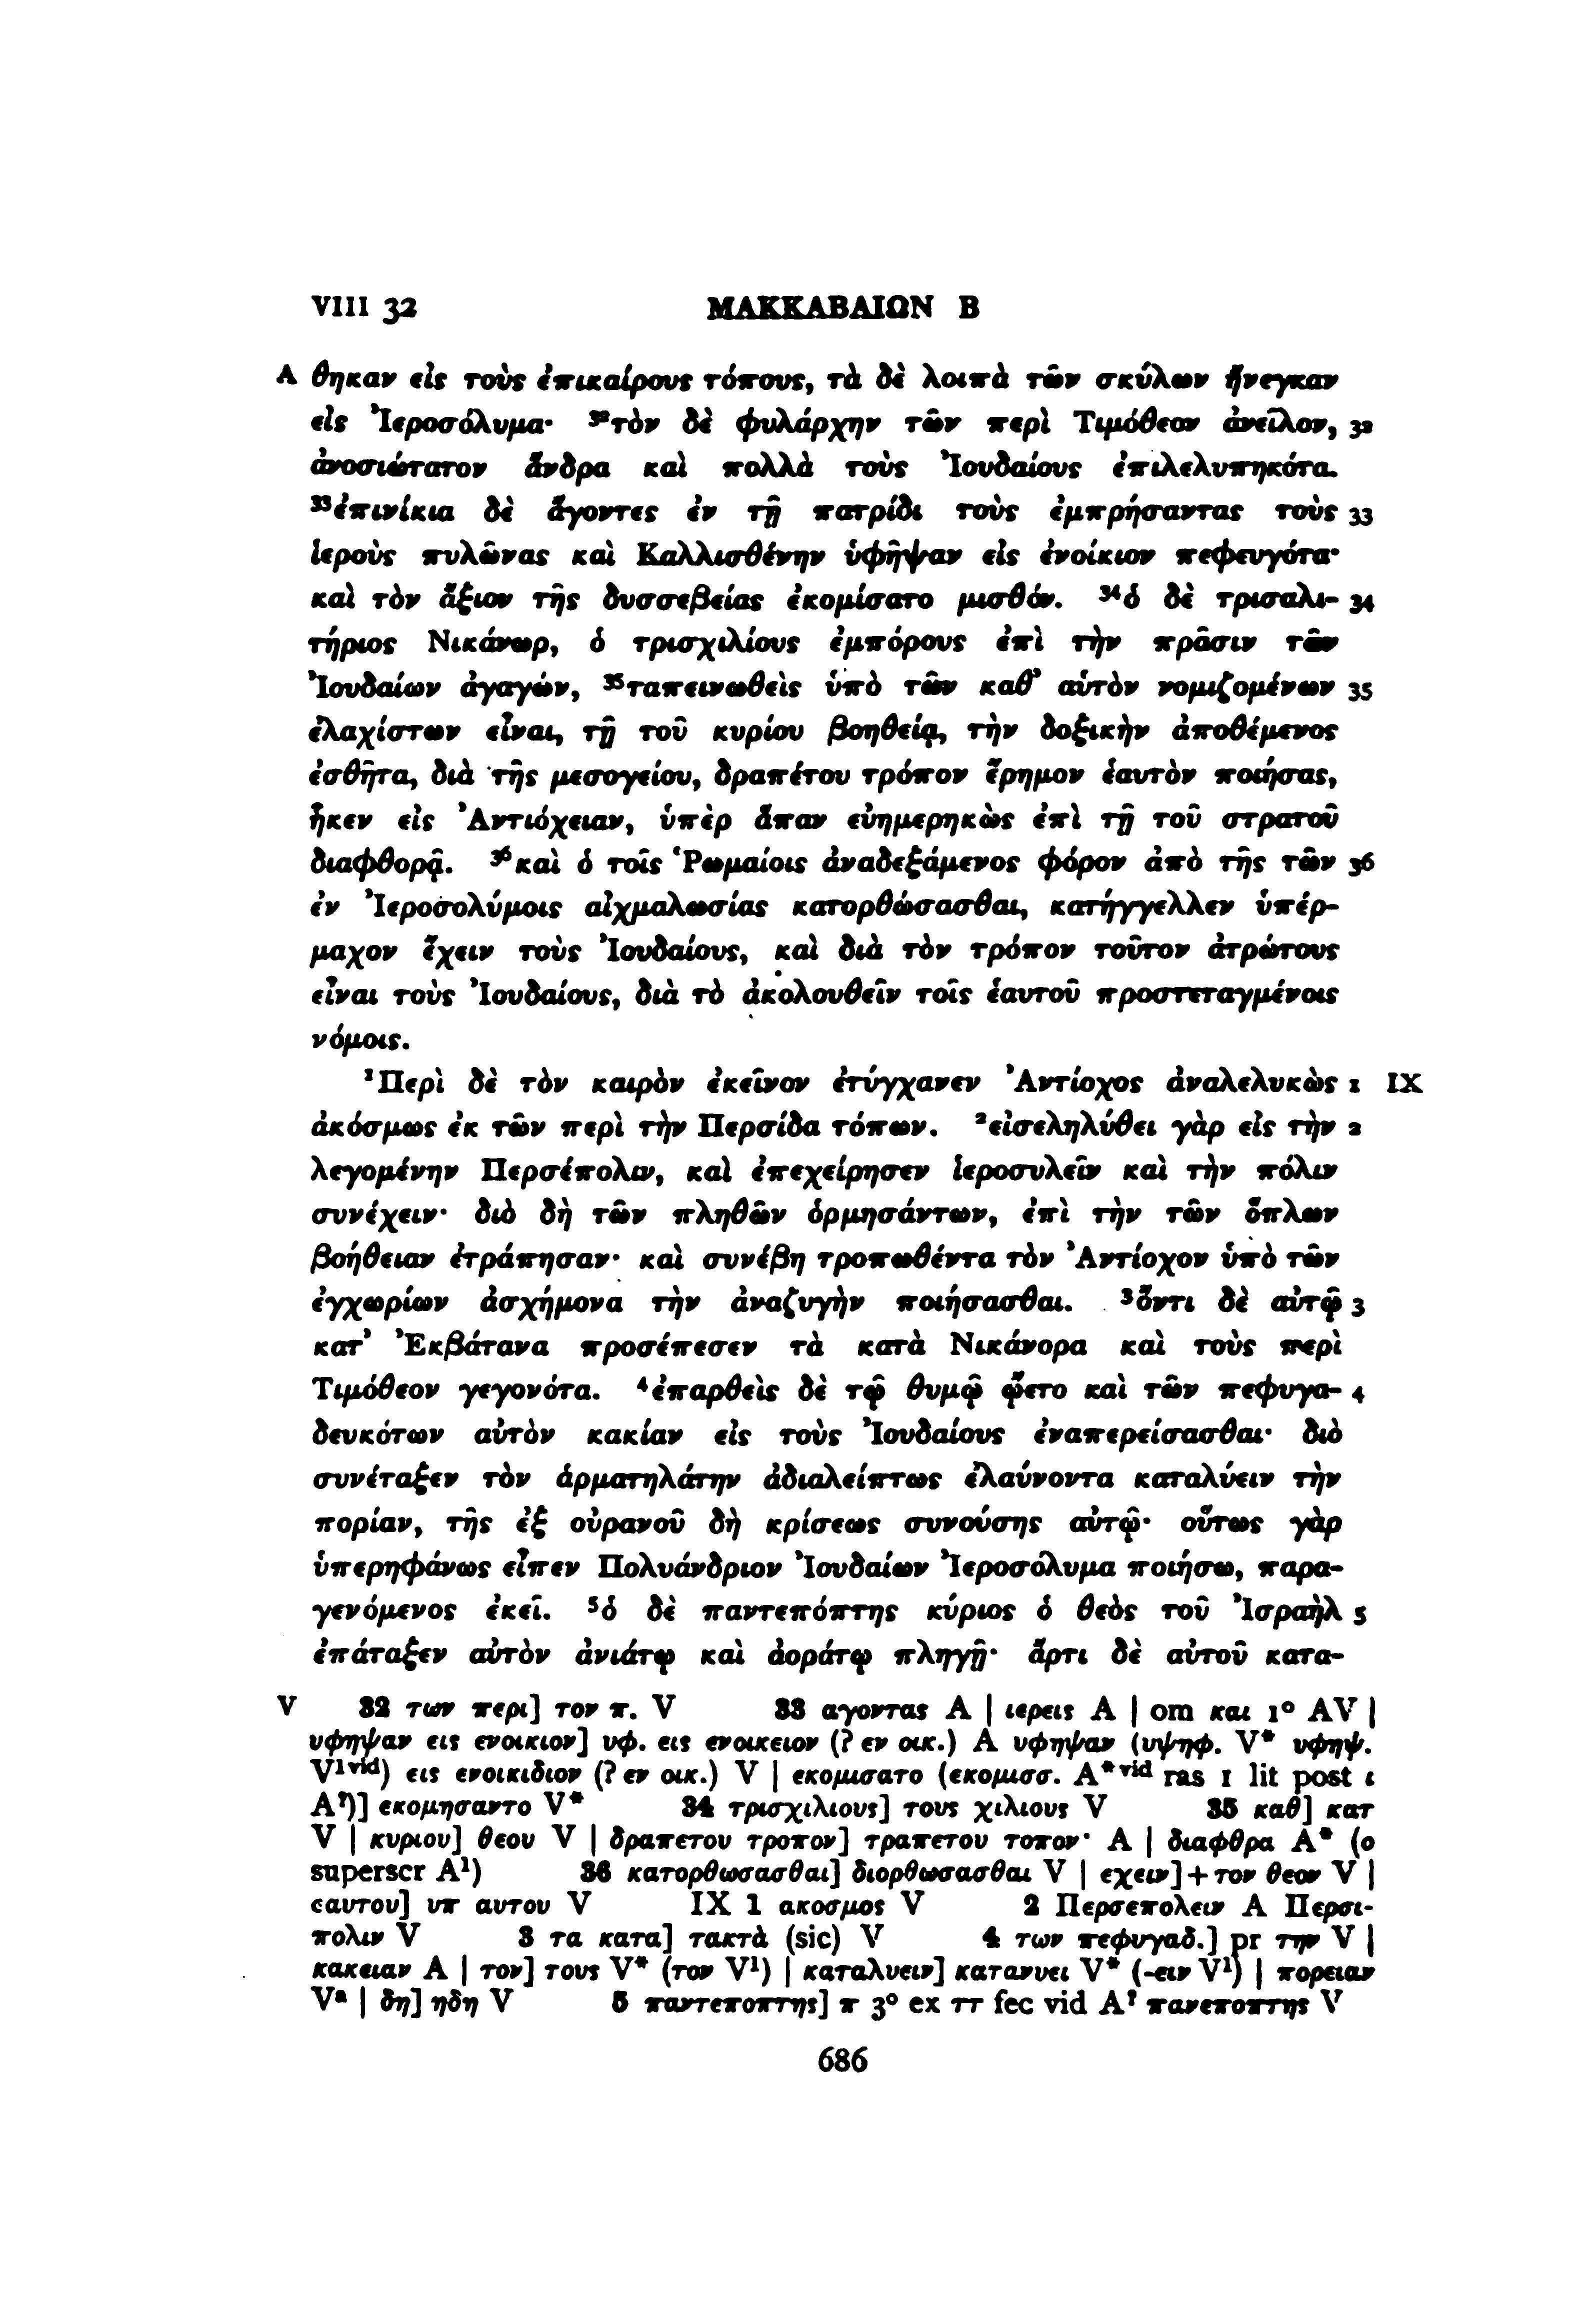 VIII 32 ΜΑΚΚΑΒΑΙΩΝ Β
A θηκαν εἰς τοὺς ἐπικαίρους τόπους, τὰ δὲ λοιπὰ τῶν σκύλων ἤνεγκαν
εἰς Ἰεροσόλυμα· ³²τὸν δὲ φυλάρχην τῶν περὶ Τιμόθεον ἀνεῖλον, 32
ἀνοσιώτατον ἄνδρα καὶ πολλὰ τοὺς Ἰουδαίους ἐπιλελυπηκότα.
³³ἐπινίκια δὲ ἄγοντες ἐν τῇ πατρίδι τοὺς ἐμπρήσαντας τοὺς 33
ἱεροὺς πυλῶνας καὶ Καλλισθένην ὑφῆψαν εἰς ἐνοίκιον πεφευγότα·
καὶ τὸν ἄξιον τῆς δυσσεβείας ἐκομίσατο μισθόν. ³⁴ὁ δὲ τρισαλι- 34
τήριος Νικάνωρ, ὁ τρισχιλίους ἐμπόρους ἐπὶ τὴν πρᾶσιν τῶν
Ἰουδαίων ἀγαγών, ³⁵ταπεινωθεὶς ὑπὸ τῶν καθ’ αὑτὸν νομιζομένων 35
ἐλαχίστων εἶναι, τῇ τοῦ κυρίου βοηθείᾳ, τὴν δοξικὴν ἀποθέμενος
ἐσθῆτα, διὰ τῆς μεσογείου, δραπέτου τρόπον ἔρημον ἑαυτὸν ποιήσας,
ἧκεν εἰς Ἀντιόχειαν, ὑπὲρ ἅπαν εὐημερηκὼς ἐπὶ τῇ τοῦ στρατοῦ
διαφθορᾷ. ³⁶καὶ ὁ τοῖς Ῥωμαίοις ἀναδεξάμενος φόρον ἀπὸ τῆς τῶν 36
ἐν Ἰεροσολύμοις αἰχμαλωσίας κατορθώσασθαι, κατήγγελλεν ὑπέρ-
μαχον ἔχειν τοὺς Ἰουδαίους, καὶ διὰ τὸν τρόπον τοῦτον ἀτρώτους
εἶναι τοὺς Ἰουδαίους, διὰ τὸ ἀκολουθεῖν τοῖς ἑαυτοῦ προστεταγμένοις
νόμοις.
¹Περὶ δὲ τὸν καιρὸν ἐκεῖνον ἐτύγχανεν Ἀντίοχος ἀναλελυκὼς 1 IX
ἀκόσμως ἐκ τῶν περὶ τὴν Περσίδα τόπων. ²εἰσεληλύθει γὰρ εἰς τὴν 2
λεγομένην Περσέπολιν, καὶ ἐπεχείρησεν ἱεροσυλεῖν καὶ τὴν πόλιν
συνέχειν· διὸ δὴ τῶν πληθῶν ὁρμησάντων, ἐπὶ τὴν τῶν ὅπλων
βοήθειαν ἐτράπησαν· καὶ συνέβη τροπωθέντα τὸν Ἀντίοχον ὑπὸ τῶν
ἐγχωρίων ἀσχήμονα τὴν ἀναζυγὴν ποιήσασθαι. ³ὄντι δὲ αὐτῷ 3
κατ’ Ἐκβάτανα προσέπεσεν τὰ κατὰ Νικάνορα καὶ τοὺς περὶ
Τιμόθεον γεγονότα. ⁴ἐπαρθεὶς δὲ τῷ θυμῷ ᾤετο καὶ τῶν πεφυγα- 4
δευκότων αὐτὸν κακίαν εἰς τοὺς Ἰουδαίους ἐναπερείσασθαι· διὸ
συνέταξεν τὸν ἁρματηλάτην ἀδιαλείπτως ἐλαύνοντα καταλύειν τὴν
πορίαν, τῆς ἐξ οὐρανοῦ δὴ κρίσεως συνούσης αὐτῷ· οὕτως γὰρ
ὑπερηφάνως εἶπεν Πολυάνδριον Ἰουδαίων Ἰεροσόλυμα ποιήσω, παρα-
γενόμενος ἐκεῖ. ⁵ὁ δὲ παντεπόπτης κύριος ὁ θεὸς τοῦ Ἰσραὴλ 5
ἐπάταξεν αὐτὸν ἀνιάτῳ καὶ ἀοράτῳ πληγῇ· ἄρτι δὲ αὐτοῦ κατα-
V 32 των περι] τον π. V 33 αγοντας A | ιερεις A | om και 1º AV |
υφηψαν εις ενοικιον] υφ. εις ενοικειον (? εν οικ.) A υφηψαν (υψηφ. V* υφηψ.
V¹ᵛⁱᵈ) εις ενοικιδιον (? εν οικ.) V | εκομισατο (εκομισσ. A*ᵛⁱᵈ ras 1 lit post ι
A?)] εκομησαντο V* 34 τρισχιλιους] τους χιλιους V 35 καθ] κατ
V | κυριου] θεου V | δραπετου τροπον] τραπετου τοπον· A | διαφθρα A* (ο
superscr A¹) 36 κατορθωσασθαι] διορθωσασθαι V | εχειν]+τον θεον V |
εαυτου] υπ αυτου V IX 1 ακοσμος V 2 Περσεπολειν A Περσι-
πολιν V 3 τα κατα] τακτὰ (sic) V 4 των πεφυγαδ.] pr την V |
κακειαν A | τον] τους V* (τον V¹) | καταλυειν] κατανυει V* (-ειν V¹) | πορειαν
Vᵃ | δη] ηδη V 5 παντεποπτης] π 3º ex ττ fec vid A? πανεποπτης V
686